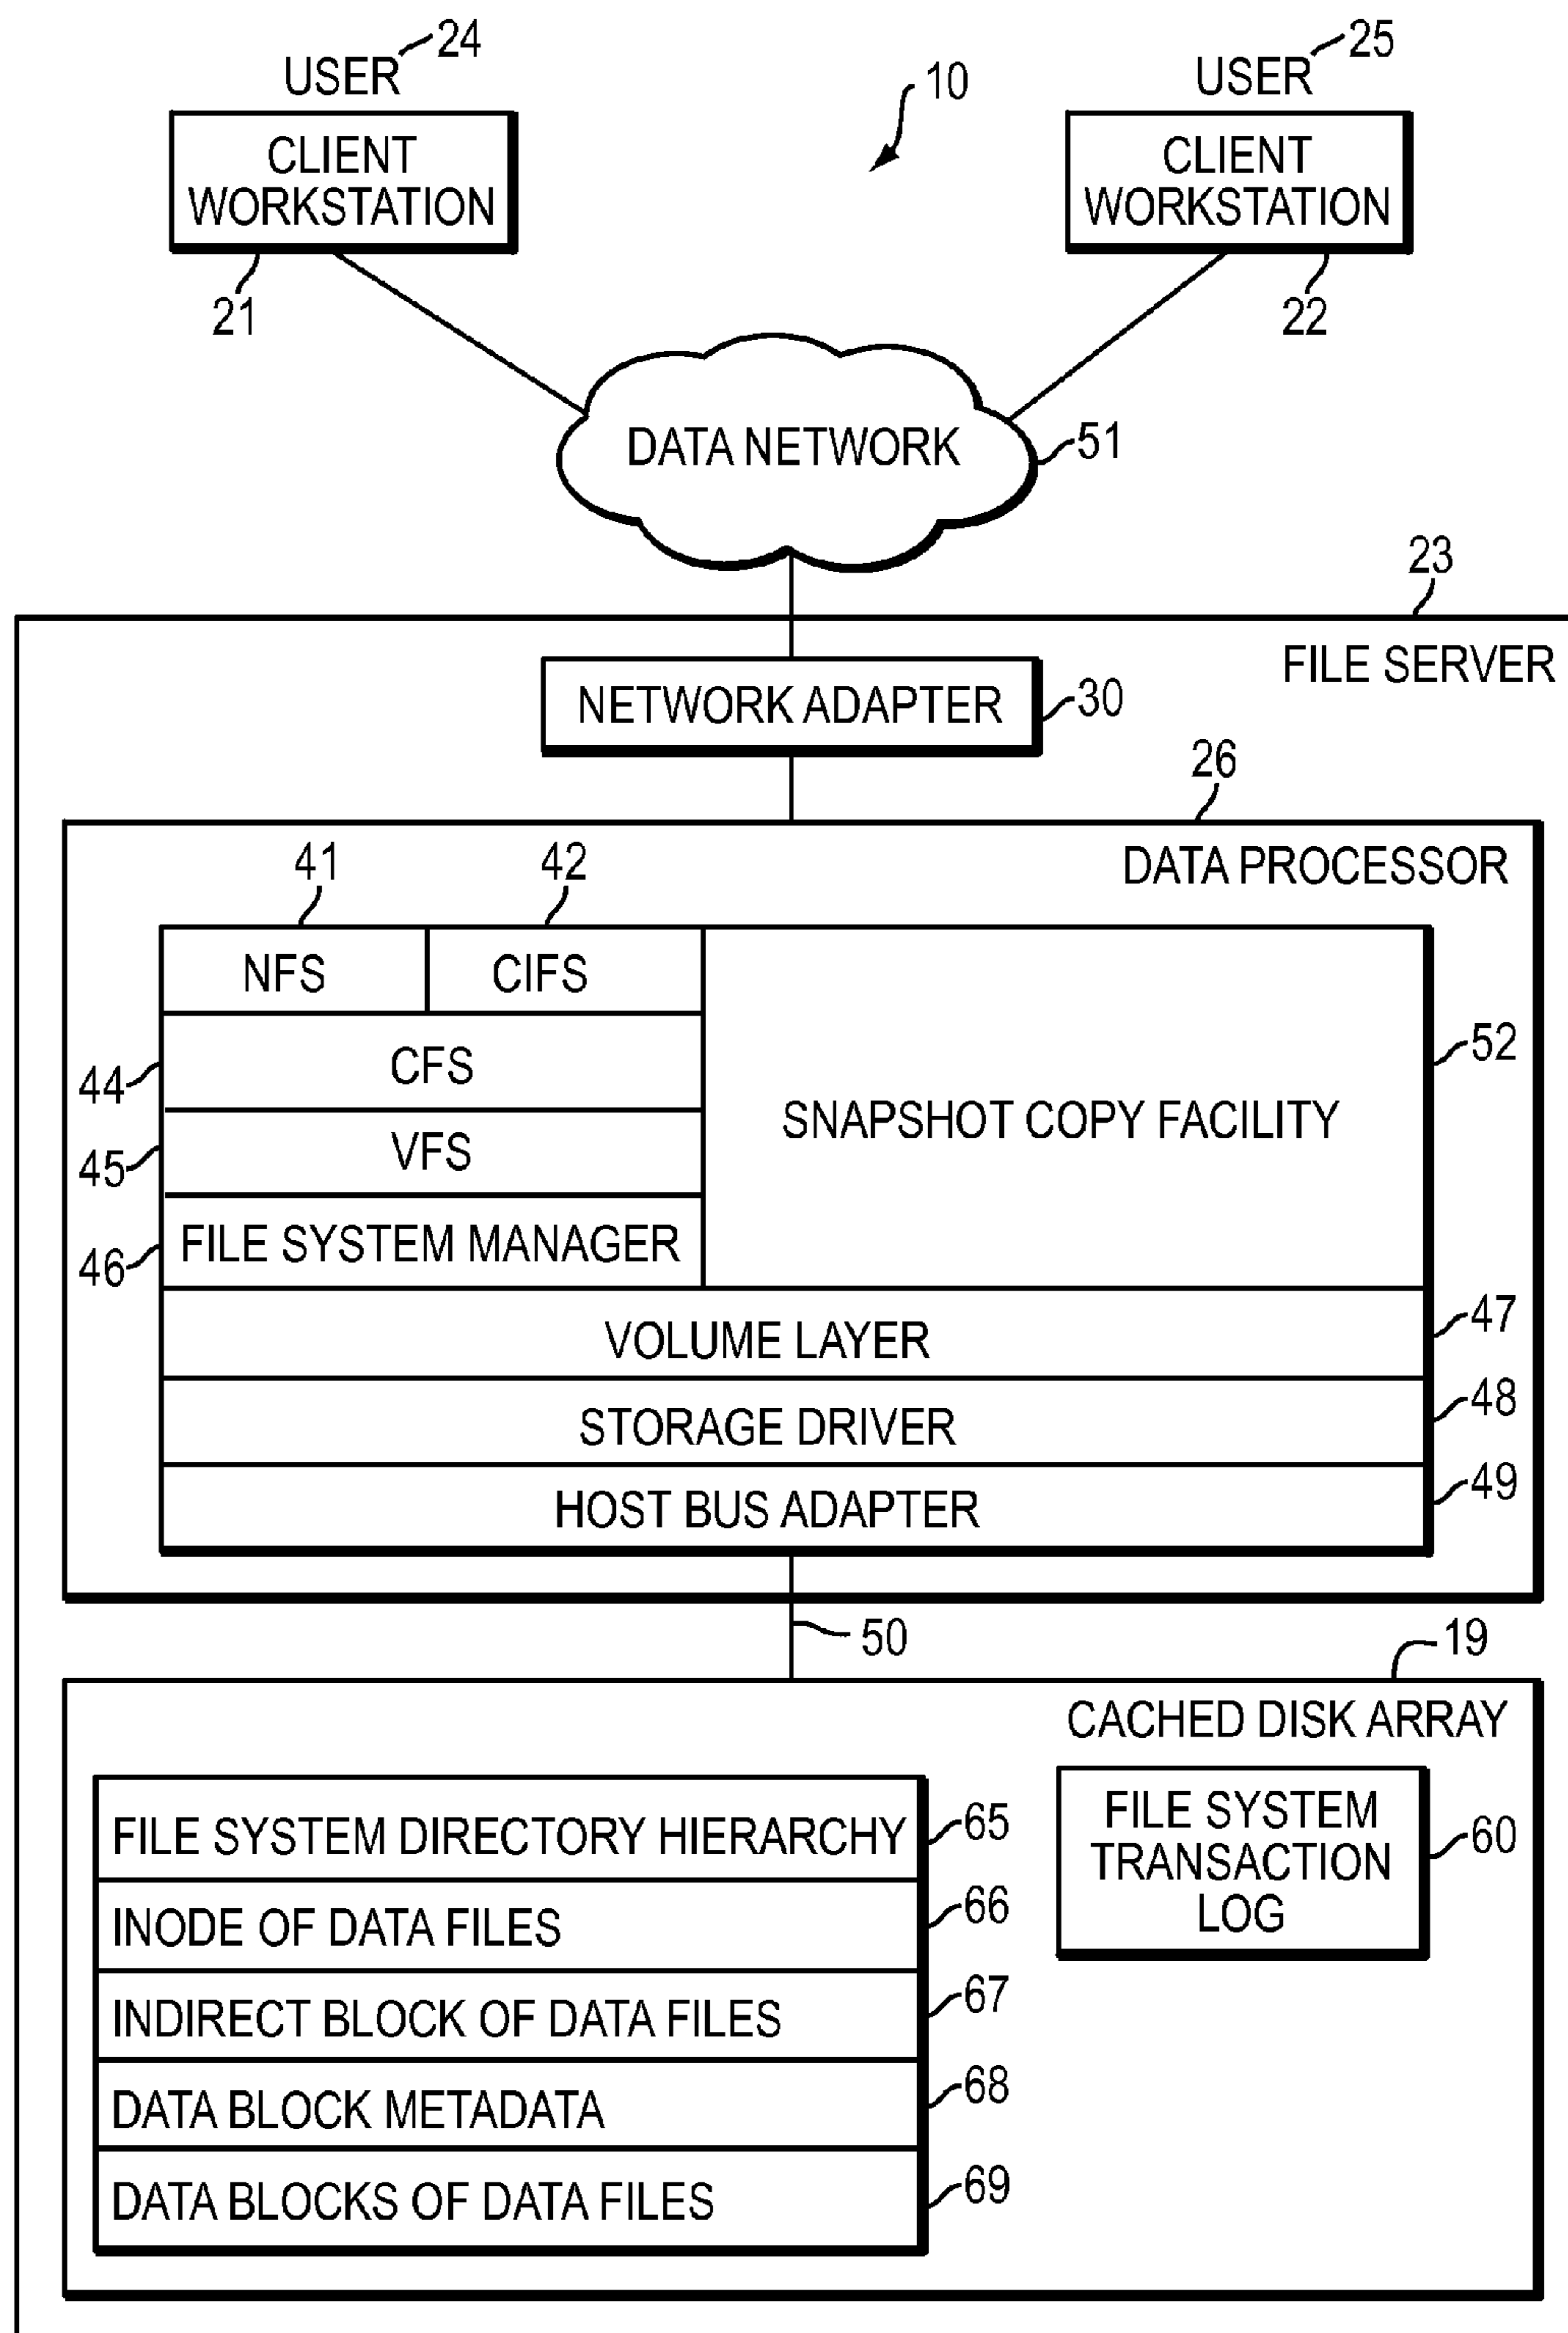 24
25
USER
USER
10
CLIENT
WORKSTATION
CLIENT
WORKSTATION
21
22
DATA NETWORK
51
23
FILE SERVER
NETWORK ADAPTER
30
26
DATA PROCESSOR
41
42
NFS
CIFS
44
CFS
52
SNAPSHOT COPY FACILITY
45
VFS
46
FILE SYSTEM MANAGER
47
VOLUME LAYER
48
STORAGE DRIVER
49
HOST BUS ADAPTER
50
19
CACHED DISK ARRAY
FILE SYSTEM DIRECTORY HIERARCHY
65
FILE SYSTEM
TRANSACTION
LOG
60
INODE OF DATA FILES
66
INDIRECT BLOCK OF DATA FILES
67
DATA BLOCK METADATA
68
DATA BLOCKS OF DATA FILES
69